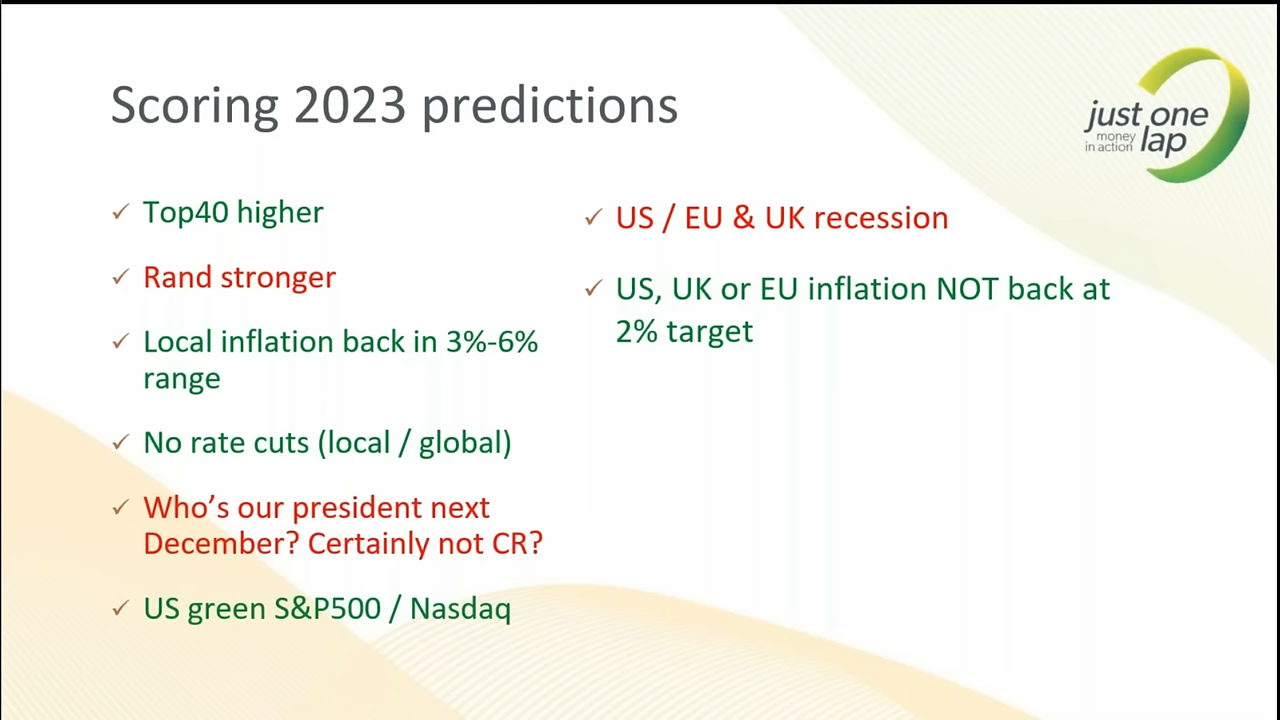 Scoring 2023 predictions
just one
money
in action lap
Top40 higher
Rand stronger
Local inflation back in 3%-6%
range
No rate cuts (local / global)
Who's our president next
December? Certainly not CR?
US green S&P500 / Nasdaq
US / EU & UK recession
US, UK or EU inflation NOT back at
2% target